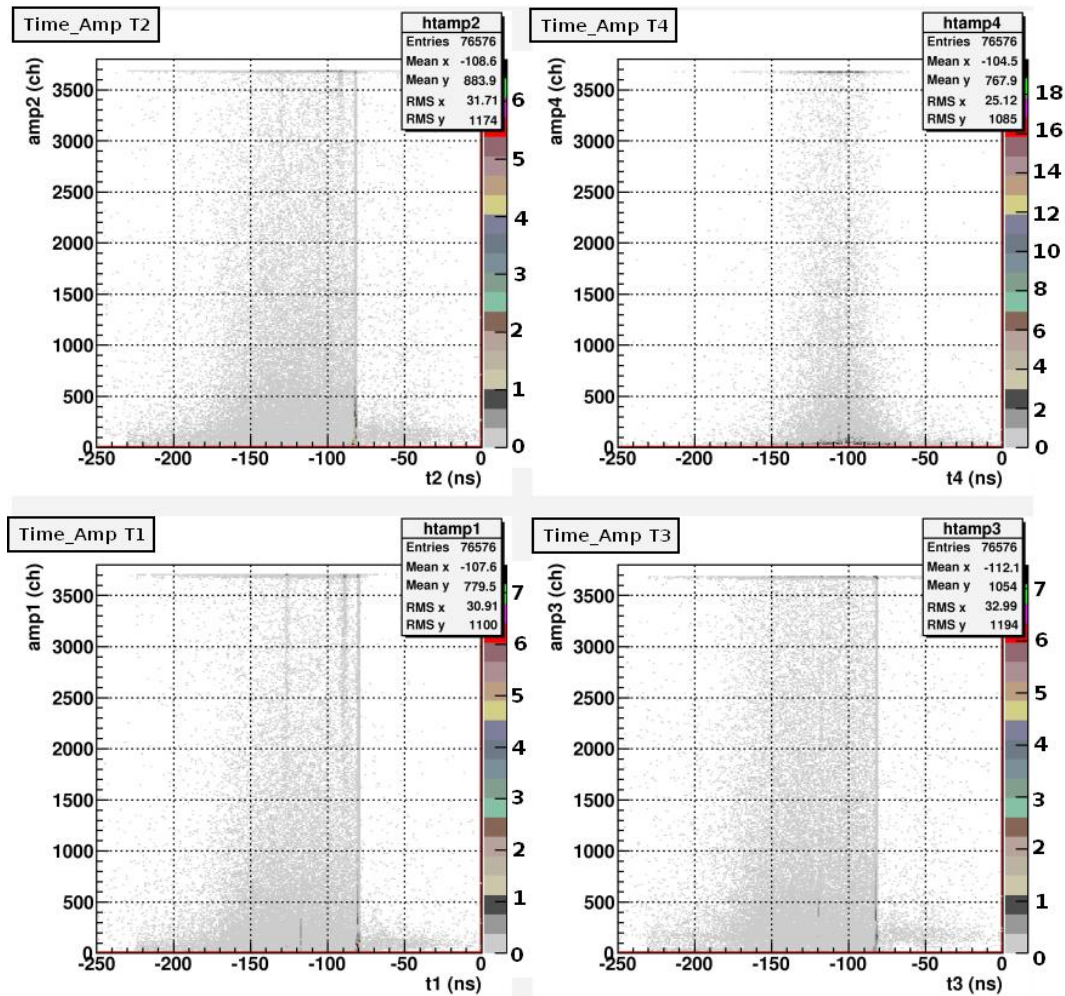 Time_Amp T2
htamp2
Entries 76576
Mean x -108.6
Mean y 883.9
RMS x 31.71
RMS y 1174
amp2 (ch)
3500
3000
2500
2000
1500
1000
500
0
-250 -200 -150 -100 -50 0
t2 (ns)
6
5
4
3
2
1
0
Time_Amp T4
htamp4
Entries 76576
Mean x -104.5
Mean y 767.9
RMS x 25.12
RMS y 1085
amp4 (ch)
3500
3000
2500
2000
1500
1000
500
0
-250 -200 -150 -100 -50 0
t4 (ns)
18
16
14
12
10
8
6
4
2
0
Time_Amp T1
htamp1
Entries 76576
Mean x -107.6
Mean y 779.5
RMS x 30.91
RMS y 1100
amp1 (ch)
3500
3000
2500
2000
1500
1000
500
0
-250 -200 -150 -100 -50 0
t1 (ns)
7
6
5
4
3
2
1
0
Time_Amp T3
htamp3
Entries 76576
Mean x -112.1
Mean y 1054
RMS x 32.99
RMS y 1194
amp3 (ch)
3500
3000
2500
2000
1500
1000
500
0
-250 -200 -150 -100 -50 0
t3 (ns)
7
6
5
4
3
2
1
0